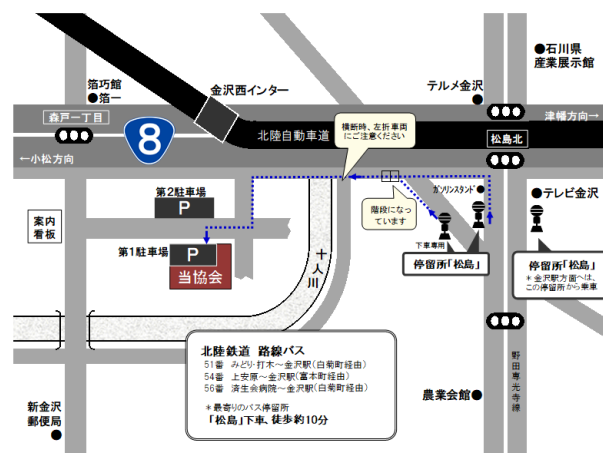 ●石川県
産業展示館
箔巧館
●箔一
金沢西インター
テルメ金沢
●
森戸一丁目
8
横断時、左折車両
にご注意ください
津幡方向→
北陸自動車道
松島北
←小松方向
第2駐車場
P
ガソリンスタンド●
●テレビ金沢
案内
看板
階段になっ
ています
第1駐車場
P
当協会
十人川
下車専用
停留所「松島」
停留所「松島」
＊金沢駅方面へは、
この停留所から乗車
北陸鉄道 路線バス
51番 みどり・打木～金沢駅(白菊町経由)
54番 上安原～金沢駅(富本町経由)
56番 済生会病院～金沢駅(白菊町経由)
＊最寄りのバス停留所
「松島」下車、徒歩約10分
野田専光寺線
農業会館●
新金沢
郵便局
●